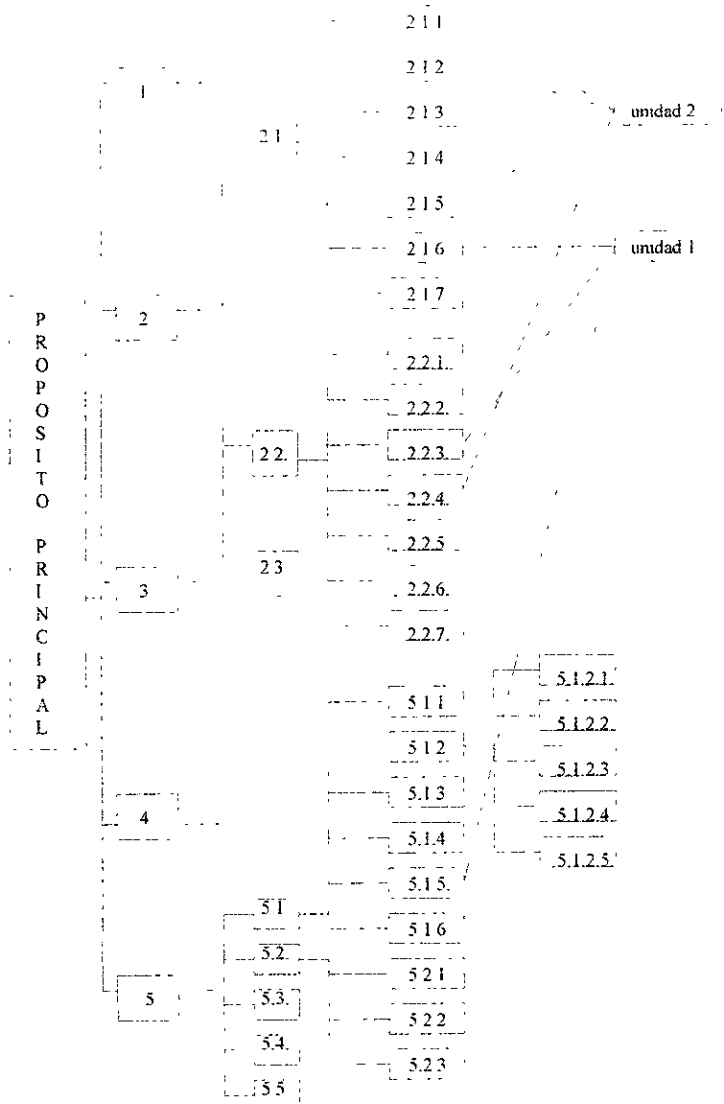 PROPOSITO PRINCIPAL
1
2
3
4
5
2 1
2 2.
2 3
5 1
5.2.
5.3.
5.4.
5 5
2 1 1
2 1 2
2 1 3
2 1 4
2 1 5
2 1 6
2 1 7
2.2.1.
2.2.2.
2.2.3.
2.2.4.
2.2.5
2.2.6.
2.2.7.
5 1 1
5 1 2
5.1.3
5.1.4
5.1 5.
5 1 6
5 2 1
5 2 2
5.2 3
5.1.2.1.
5.1.2.2
5.1.2.3
5.1.2.4
5.1.2.5
unidad 2
unidad 1